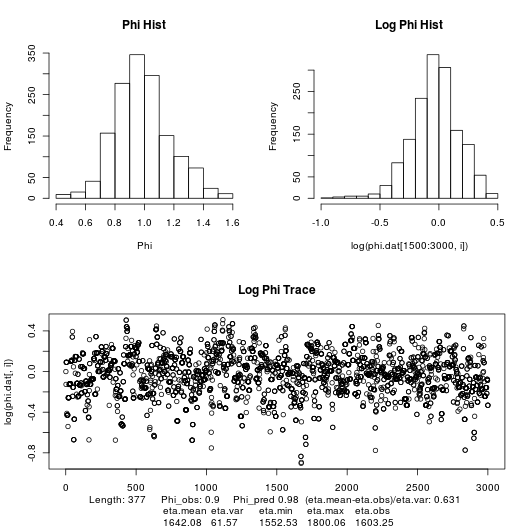 Phi Hist
Log Phi Hist
Frequency
0 50 150 250 350
0.4 0.6 0.8 1.0 1.2 1.4 1.6
Phi
Frequency
0 50 150 250
-1.0 -0.5 0.0 0.5
log(phi.dat[1500:3000, i])
Log Phi Trace
log(phi.dat[, i])
-0.8 -0.4 0.0 0.4
0 500 1000 1500 2000 2500 3000
Length: 377 Phi_obs: 0.9 Phi_pred 0.98 (eta.mean-eta.obs)/eta.var: 0.631
eta.mean eta.var eta.min eta.max eta.obs
1642.08 61.57 1552.53 1800.06 1603.25